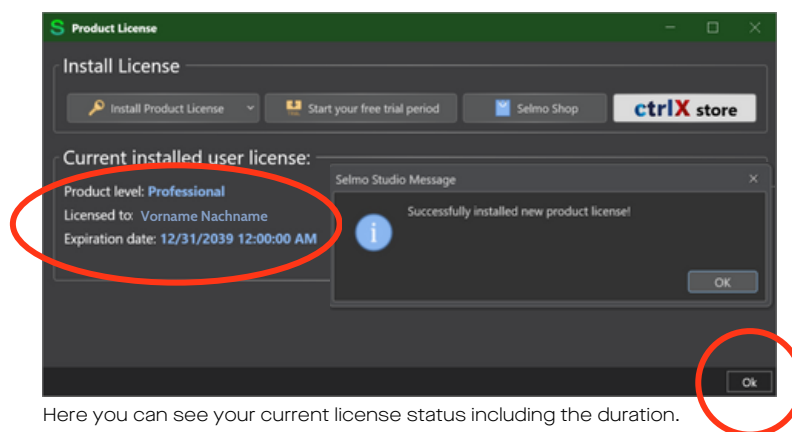 S Product License
Install License
Install Product License
Start your free trial period
Selmo Shop
ctrlX store
Current installed user license:
Product level: Professional
Licensed to: Vorname Nachname
Expiration date: 12/31/2039 12:00:00 AM
Selmo Studio Message
Successfully installed new product license!
OK
Ok
Here you can see your current license status including the duration.